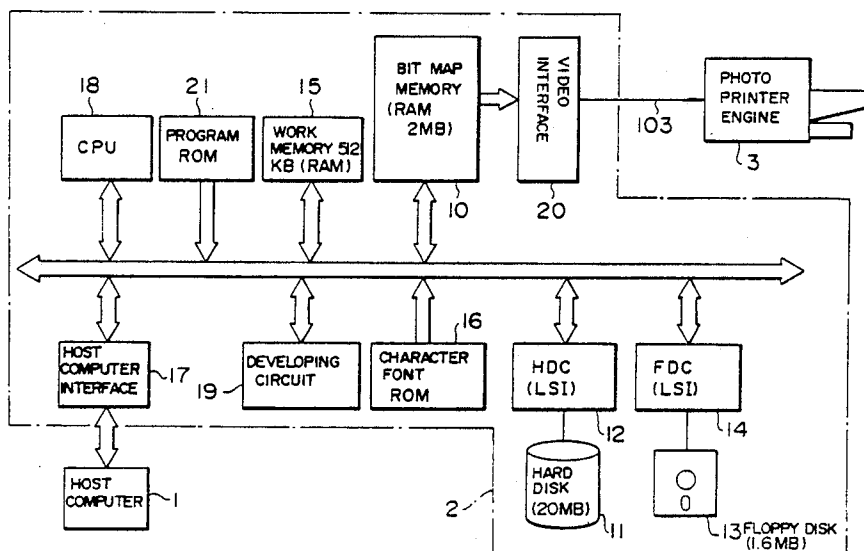 18
CPU
21
PROGRAM
ROM
15
WORK
MEMORY 512
KB (RAM)
BIT MAP
MEMORY
(RAM
2MB)
10
VIDEO
INTERFACE
20
103
PHOTO
PRINTER
ENGINE
3
HOST
COMPUTER
INTERFACE
17
DEVELOPING
CIRCUIT
19
16
CHARACTER
FONT
ROM
HDC
(LSI)
12
FDC
(LSI)
14
HOST
COMPUTER
1
2
HARD
DISK
(20MB)
11
13 FLOPPY DISK
(1.6MB)